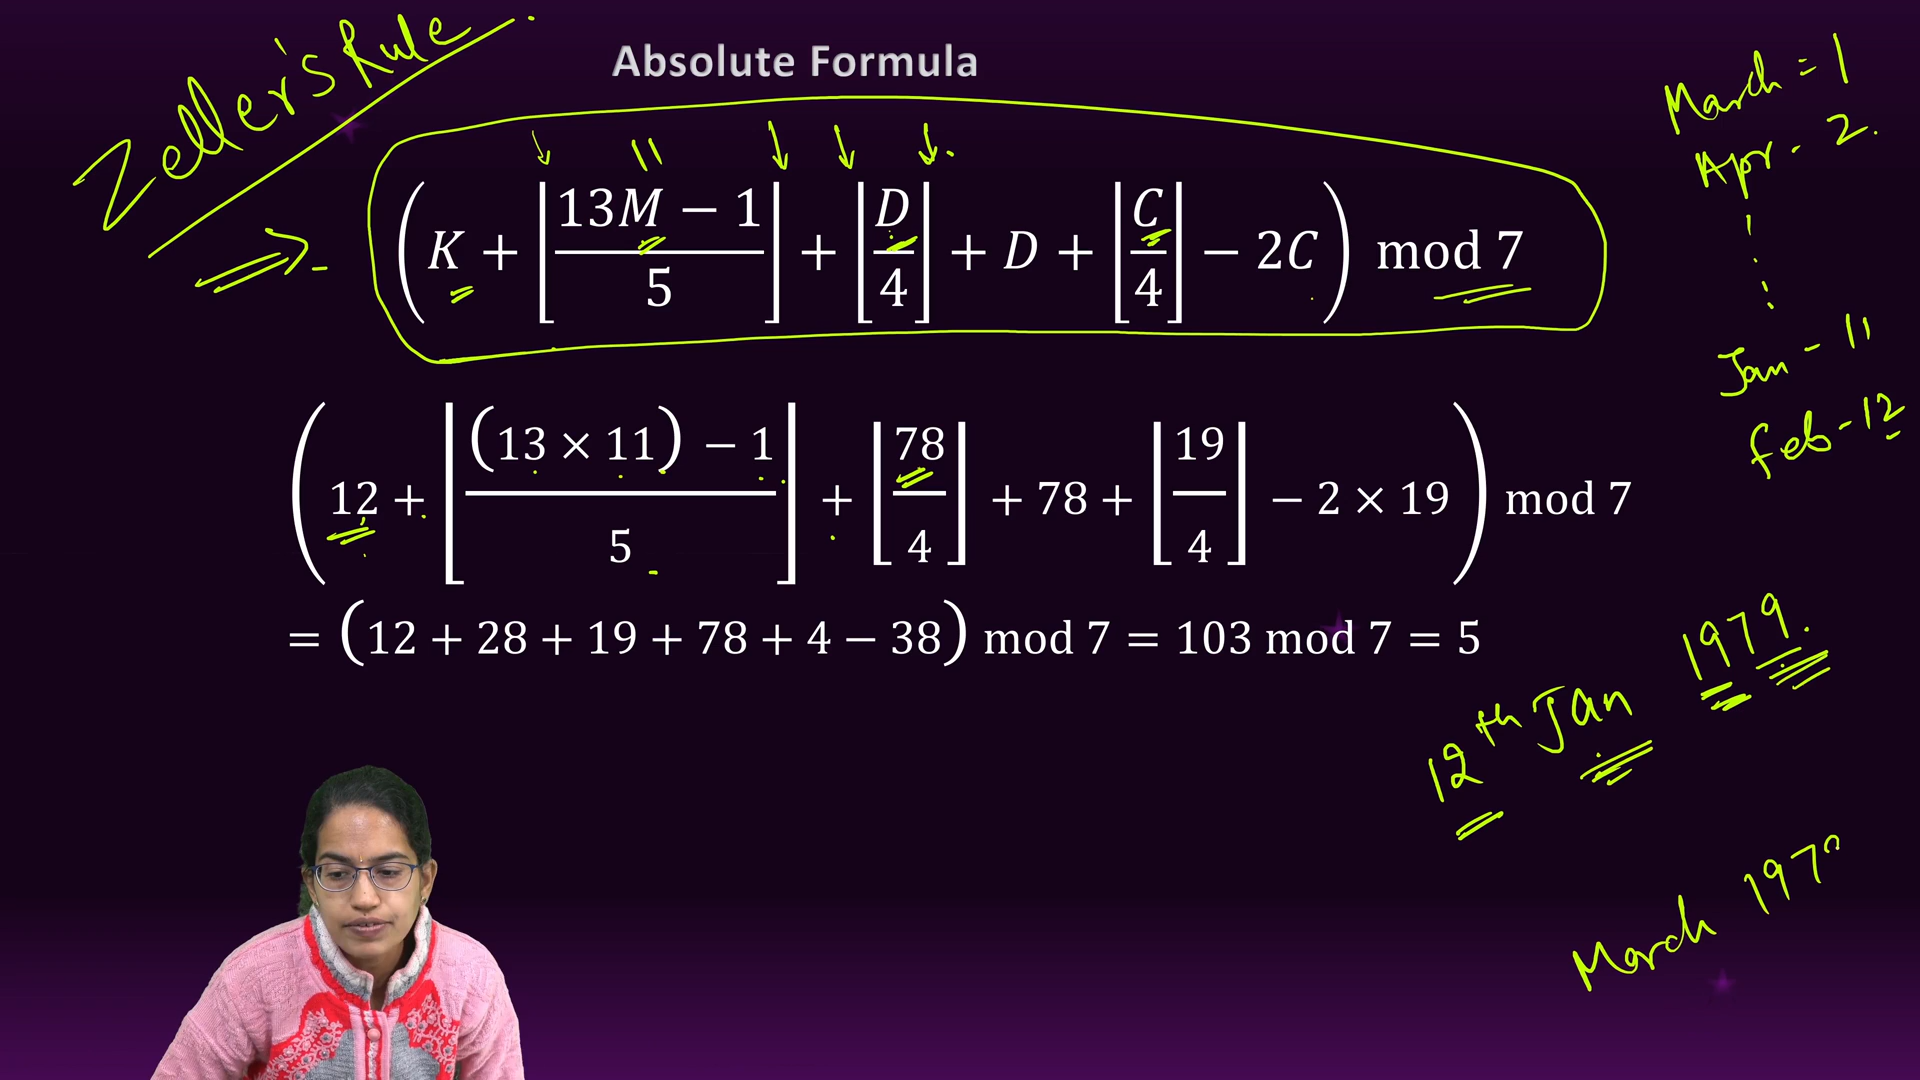 Zeller's Rule
Absolute Formula
(K + ⌊(13M − 1)/5⌋ + ⌊D/4⌋ + D + ⌊C/4⌋ − 2C) mod 7
March = 1
Apr - 2
Jan - 11
Feb - 12
(12 + ⌊((13 × 11) − 1)/5⌋ + ⌊78/4⌋ + 78 + ⌊19/4⌋ − 2 × 19) mod 7
= (12 + 28 + 19 + 78 + 4 − 38) mod 7 = 103 mod 7 = 5
12th Jan 1979.
March